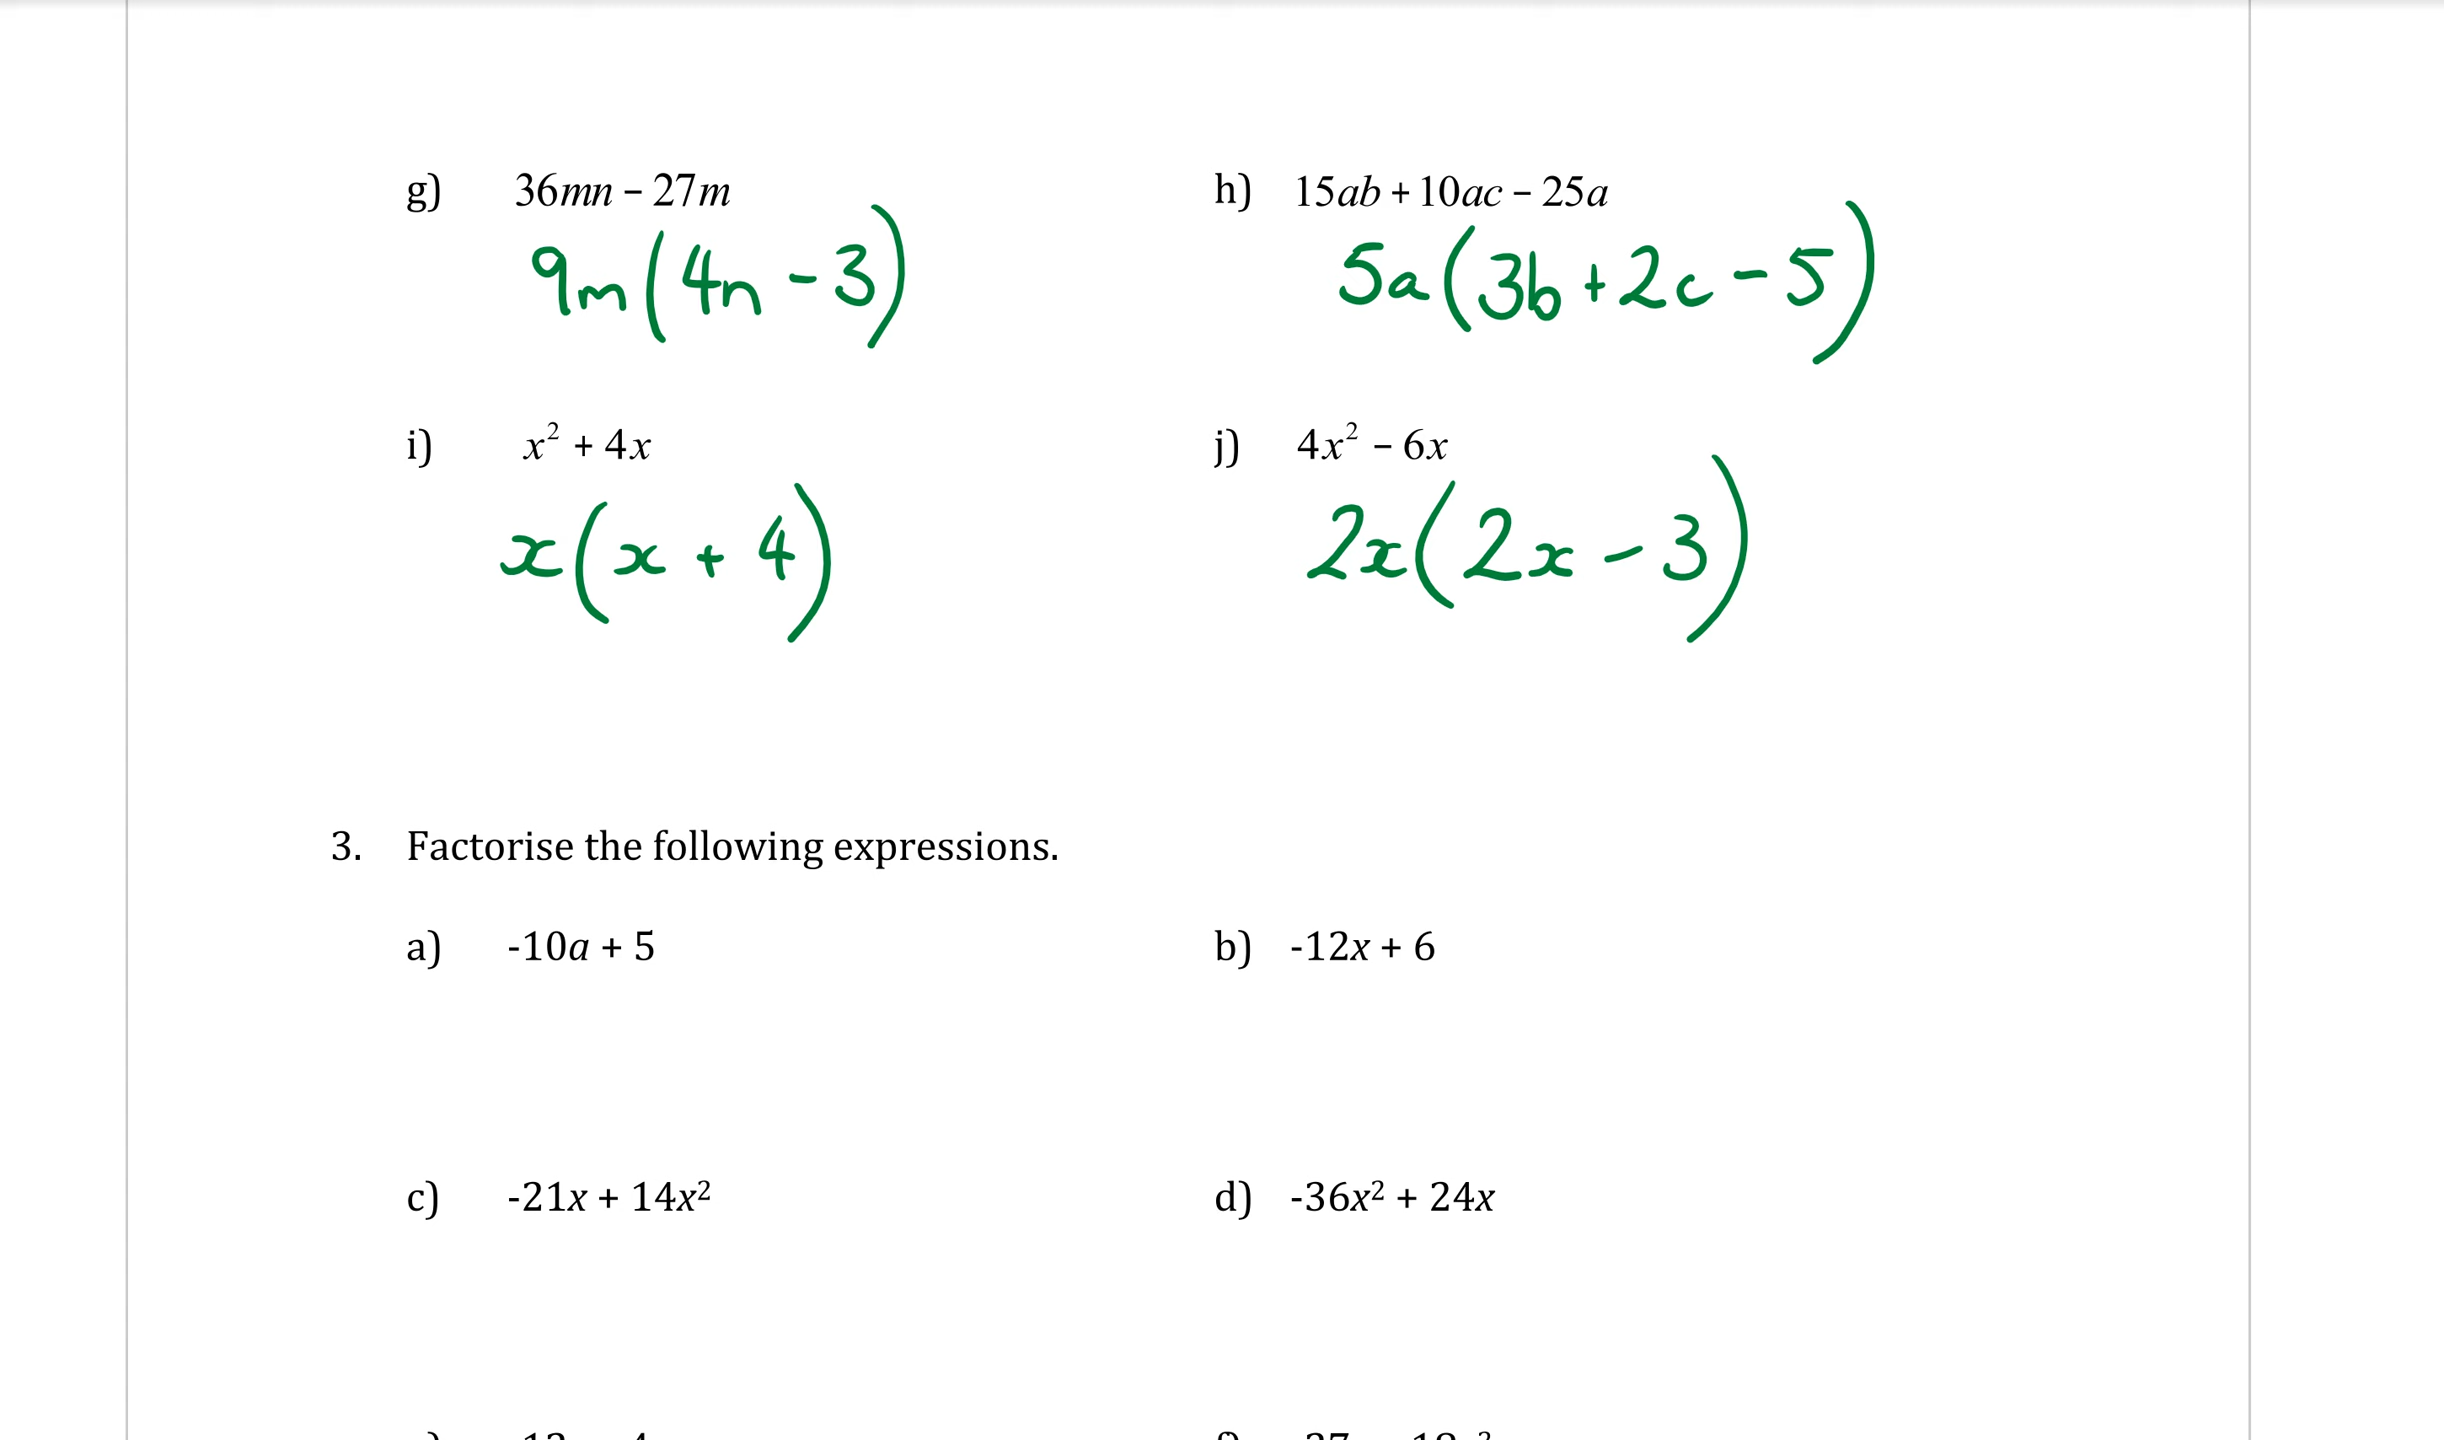 g) 36mn − 27m h) 15ab + 10ac − 25a
9m(4n − 3) 5a(3b + 2c − 5)
i) x² + 4x j) 4x² − 6x
x(x + 4) 2x(2x − 3)
3. Factorise the following expressions.
a) -10a + 5 b) -12x + 6
c) -21x + 14x² d) -36x² + 24x